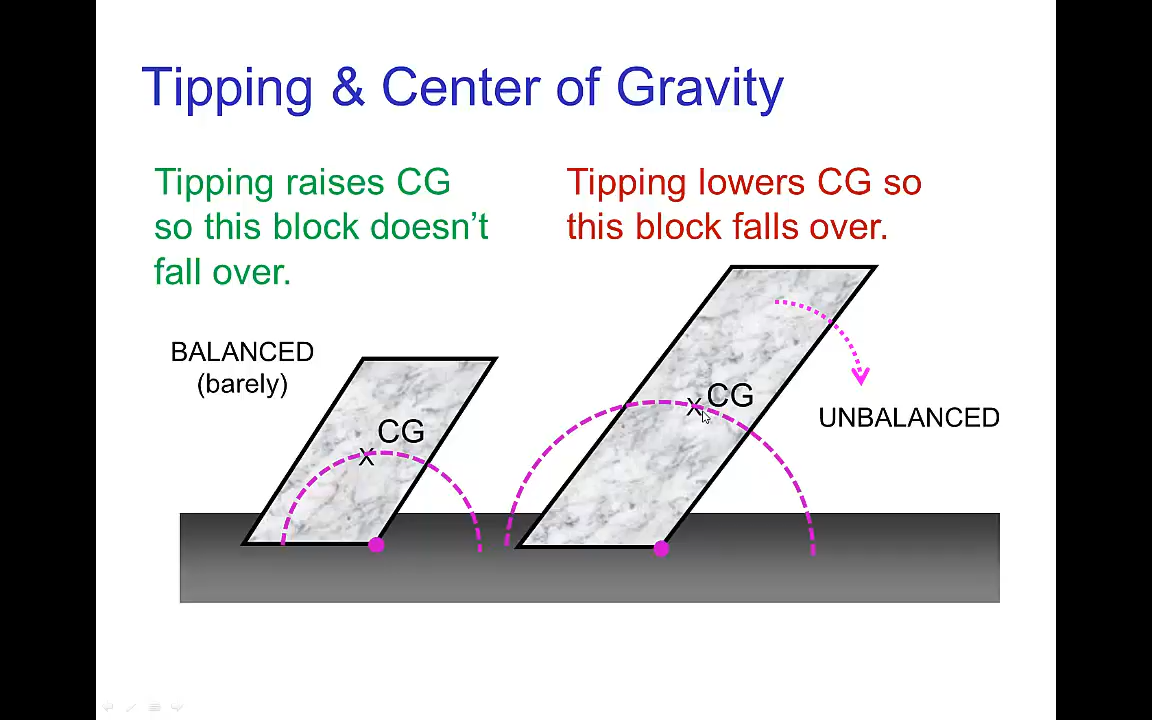 Tipping & Center of Gravity
Tipping raises CG
so this block doesn’t
fall over.
Tipping lowers CG so
this block falls over.
BALANCED
(barely)
CG
x
CG
x
UNBALANCED